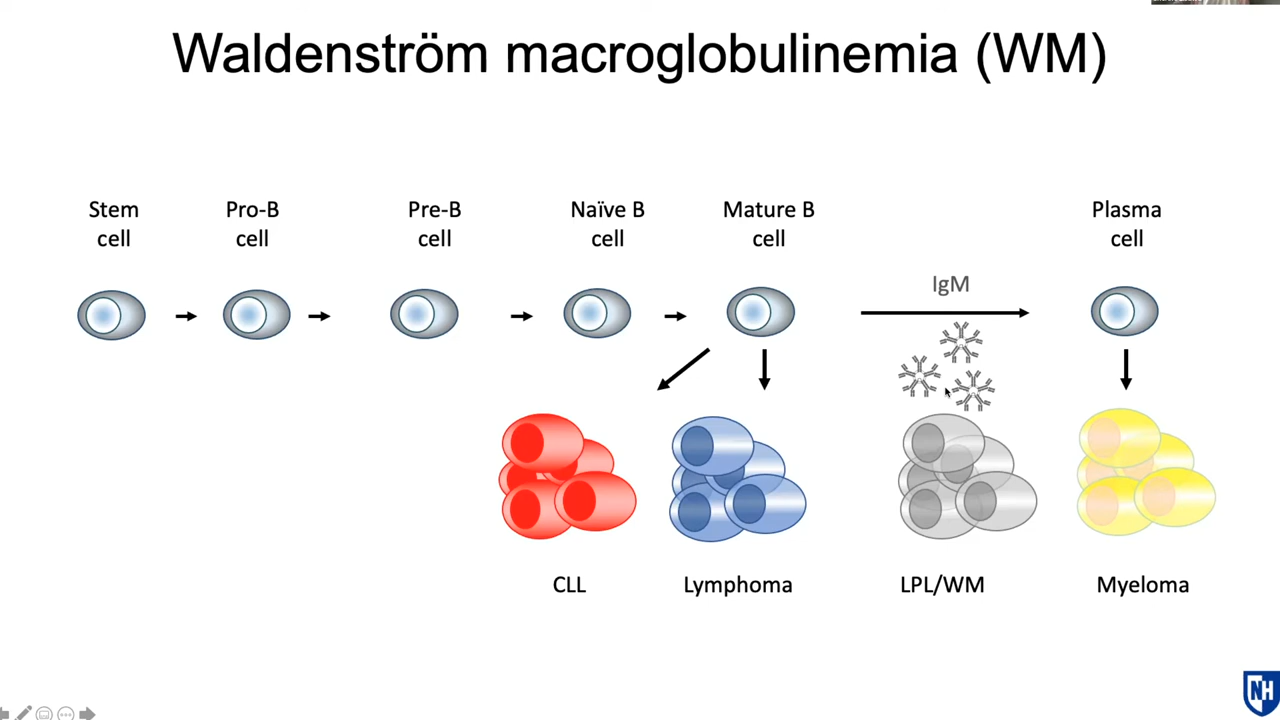 Waldenström macroglobulinemia (WM)
Stem
cell
Pro-B
cell
Pre-B
cell
Naïve B
cell
Mature B
cell
Plasma
cell
IgM
CLL
Lymphoma
LPL/WM
Myeloma
NH